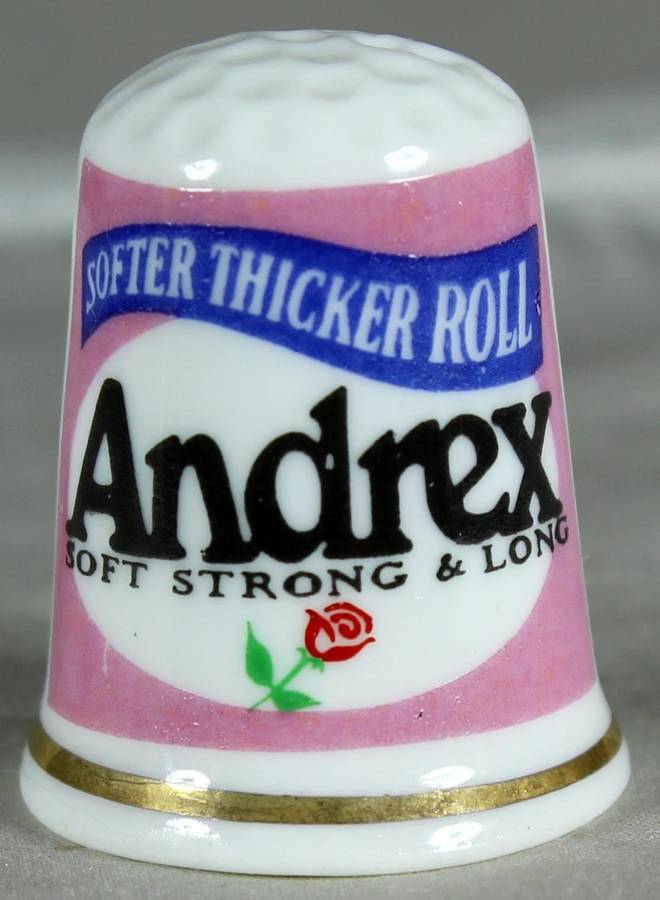 SOFTER THICKER ROLL
Andrex
SOFT STRONG & LONG